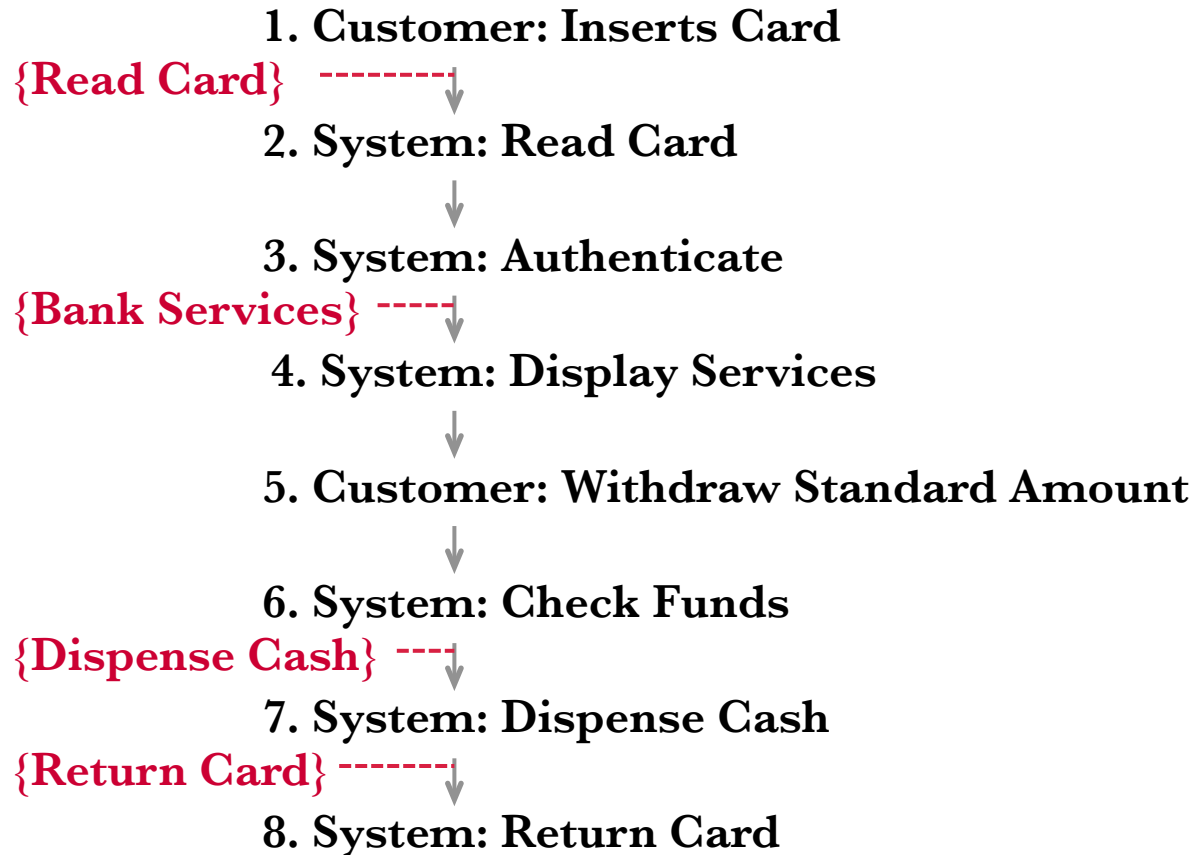 1. Customer: Inserts Card
{Read Card}
2. System: Read Card
3. System: Authenticate
{Bank Services}
4. System: Display Services
5. Customer: Withdraw Standard Amount
6. System: Check Funds
{Dispense Cash}
7. System: Dispense Cash
{Return Card}
8. System: Return Card